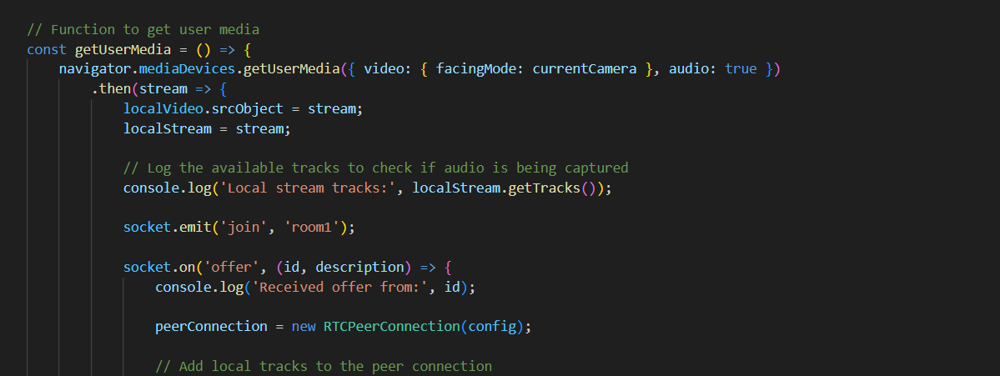 // Function to get user media
const getUserMedia = () => {
navigator.mediaDevices.getUserMedia({ video: { facingMode: currentCamera }, audio: true })
.then(stream => {
localVideo.srcObject = stream;
localStream = stream;
// Log the available tracks to check if audio is being captured
console.log('Local stream tracks:', localStream.getTracks());
socket.emit('join', 'room1');
socket.on('offer', (id, description) => {
console.log('Received offer from:', id);
peerConnection = new RTCPeerConnection(config);
// Add local tracks to the peer connection